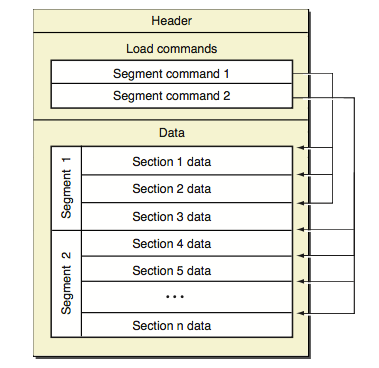 Header
Load commands
Segment command 1
Segment command 2
Data
Segment 1
Section 1 data
Section 2 data
Section 3 data
Segment 2
Section 4 data
Section 5 data
...
Section n data